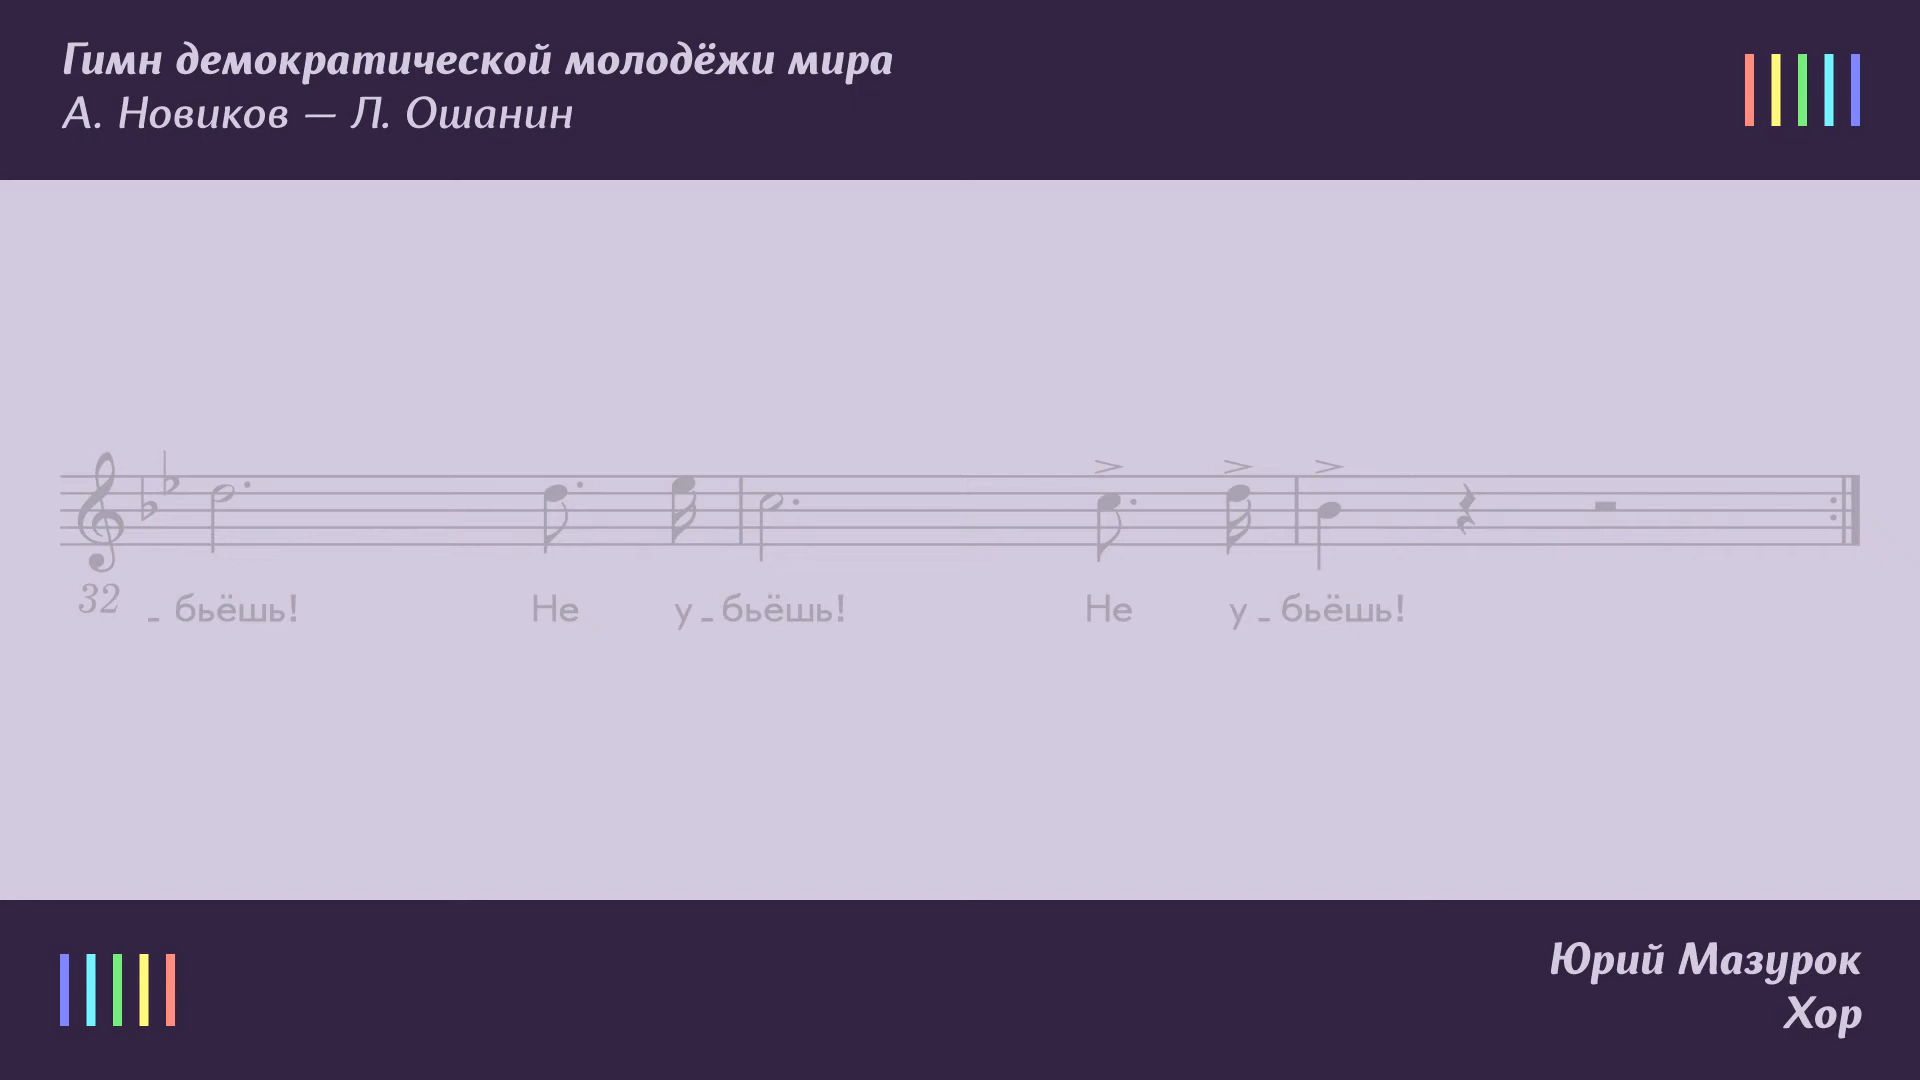 Гимн демократической молодёжи мира
А. Новиков — Л. Ошанин
32 - бьёшь! Не у - бьёшь! Не у - бьёшь!
Юрий Мазурок
Хор